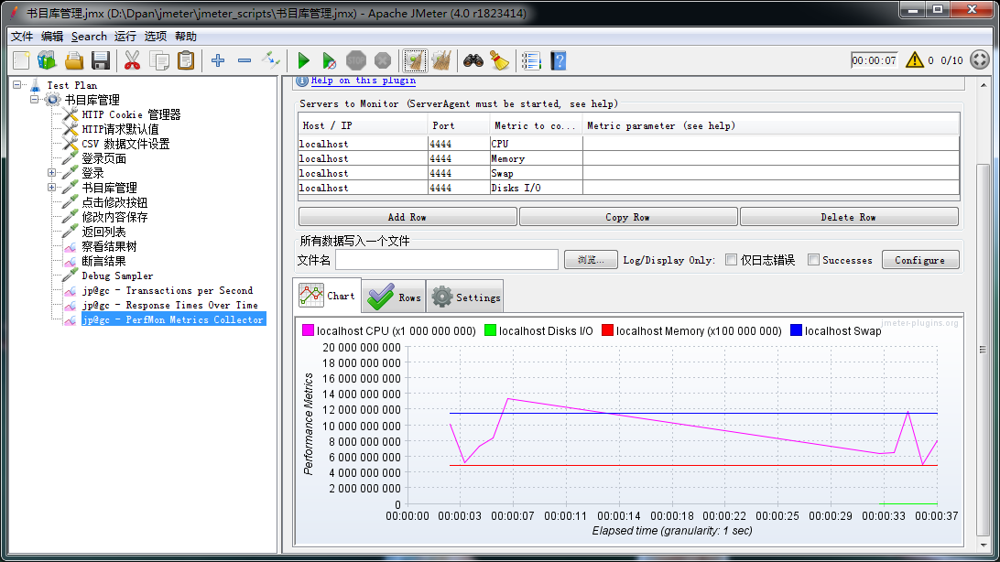 书目库管理.jmx (D:\Dpan\jmeter\jmeter_scripts\书目库管理.jmx) - Apache JMeter (4.0 r1823414)
文件 编辑 Search 运行 选项 帮助
00:00:07 0 0/10
Test Plan
书目库管理
HTTP Cookie 管理器
HTTP请求默认值
CSV 数据文件设置
登录页面
登录
书目库管理
点击修改按钮
修改内容保存
返回列表
察看结果树
断言结果
Debug Sampler
jp@gc - Transactions per Second
jp@gc - Response Times Over Time
jp@gc - PerfMon Metrics Collector
Help on this plugin
Servers to Monitor (ServerAgent must be started, see help)
Host / IP Port Metric to co... Metric parameter (see help)
localhost 4444 CPU
localhost 4444 Memory
localhost 4444 Swap
localhost 4444 Disks I/O
Add Row Copy Row Delete Row
所有数据写入一个文件
文件名 浏览... Log/Display Only: 仅日志错误 Successes Configure
Chart Rows Settings
jmeter-plugins.org
localhost CPU (x1 000 000 000) localhost Disks I/O localhost Memory (x100 000 000) localhost Swap
Performance Metrics
20 000 000 000
18 000 000 000
16 000 000 000
14 000 000 000
12 000 000 000
10 000 000 000
8 000 000 000
6 000 000 000
4 000 000 000
2 000 000 000
0
00:00:00 00:00:03 00:00:07 00:00:11 00:00:14 00:00:18 00:00:22 00:00:25 00:00:29 00:00:33 00:00:37
Elapsed time (granularity: 1 sec)